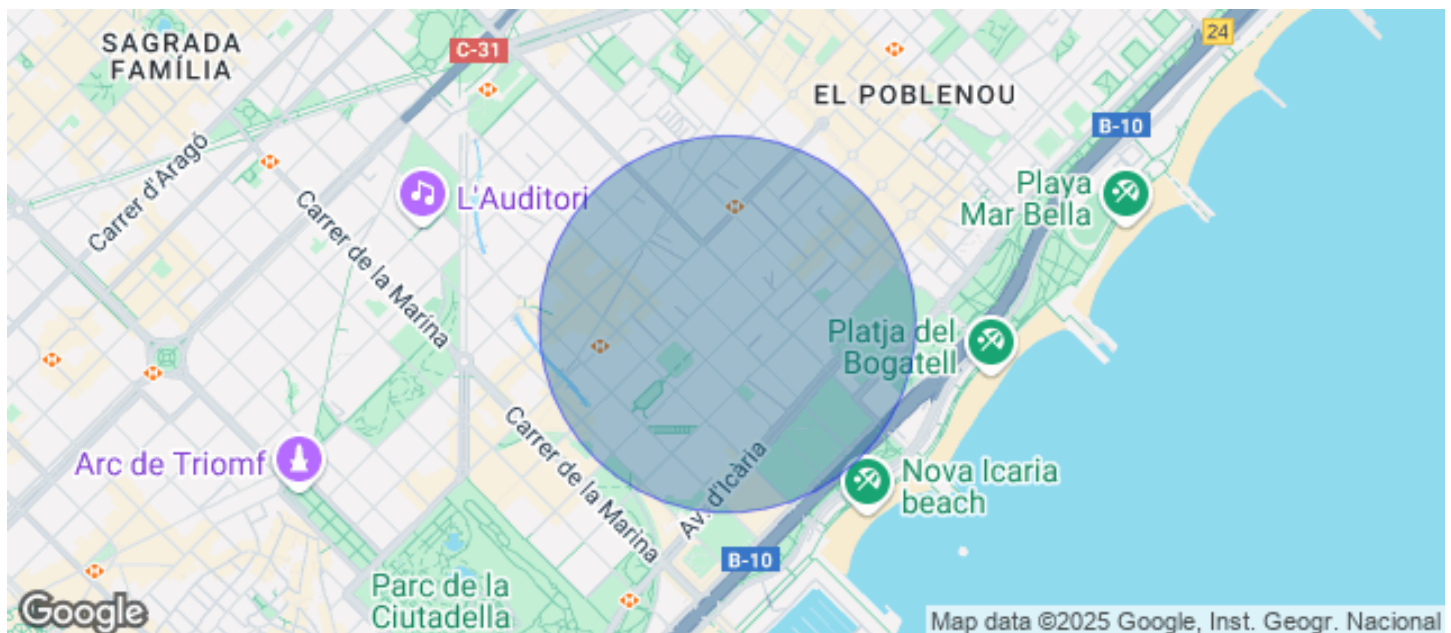 SAGRADA
FAMÍLIA
C-31
24
EL POBLENOU
B-10
Carrer d'Aragó
L'Auditori
Playa
Mar Bella
Carrer de la Marina
Platja del
Bogatell
Arc de Triomf
Carrer de la Marina
Av. d'Icària
Nova Icaria
beach
B-10
Parc de la
Ciutadella
Google
Map data ©2025 Google, Inst. Geogr. Nacional